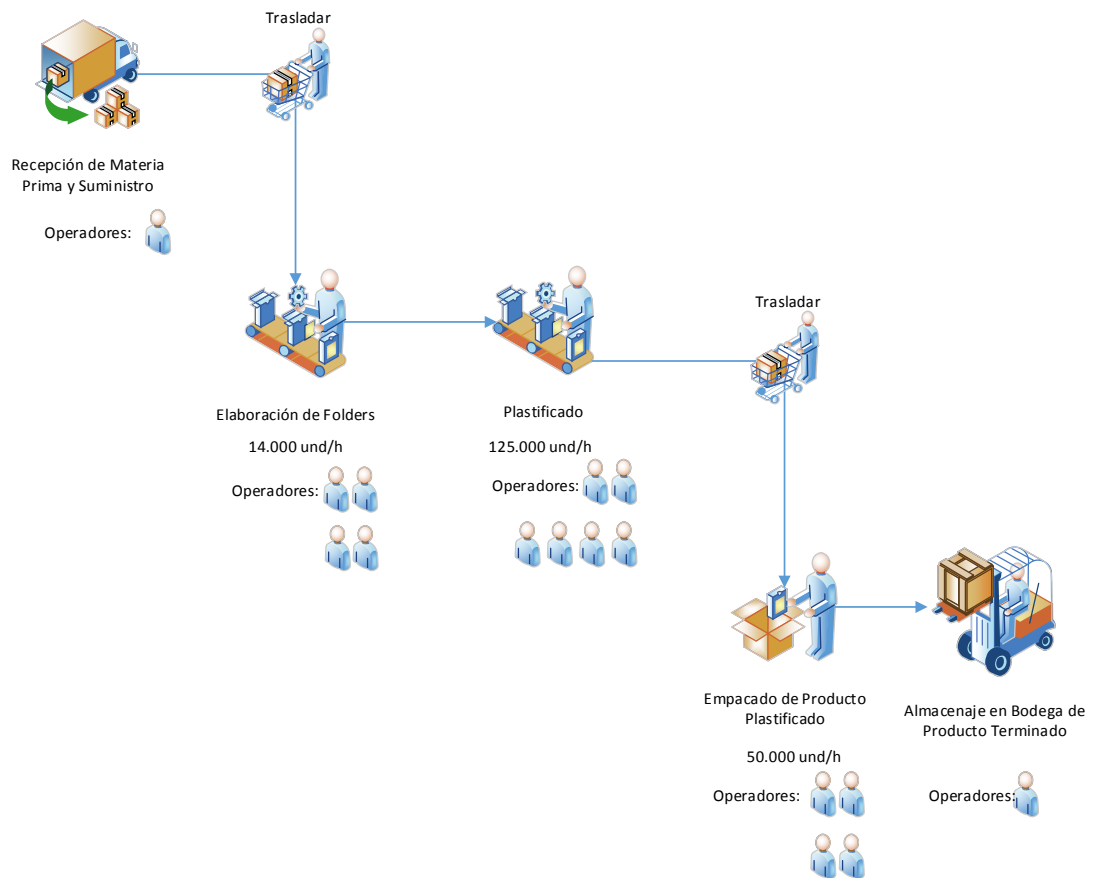 Trasladar
Recepción de Materia
Prima y Suministro
Operadores:
Trasladar
Elaboración de Folders
14.000 und/h
Operadores:
Plastificado
125.000 und/h
Operadores:
Empacado de Producto
Plastificado
50.000 und/h
Operadores:
Almacenaje en Bodega de
Producto Terminado
Operadores: